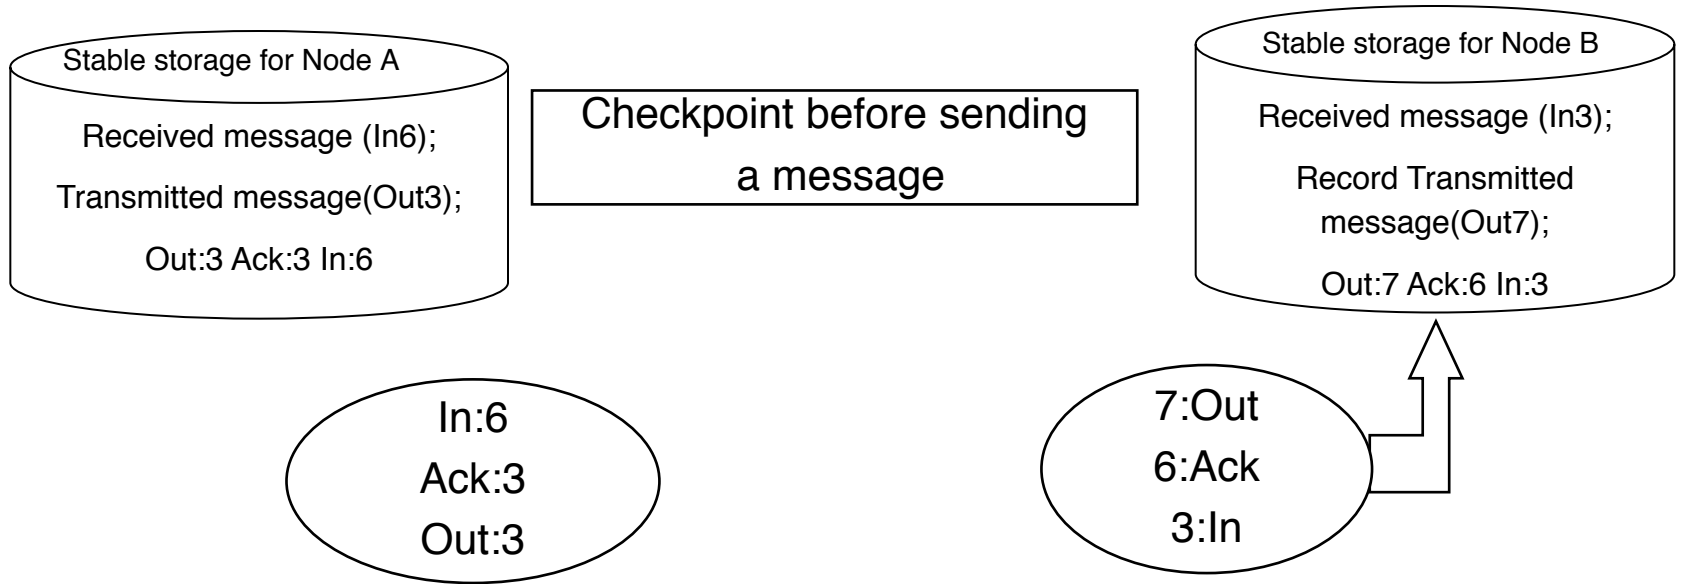 Stable storage for Node A
Received message (In6);
Transmitted message(Out3);
Out:3 Ack:3 In:6
Checkpoint before sending
a message
Stable storage for Node B
Received message (In3);
Record Transmitted
message(Out7);
Out:7 Ack:6 In:3
In:6
Ack:3
Out:3
7:Out
6:Ack
3:In